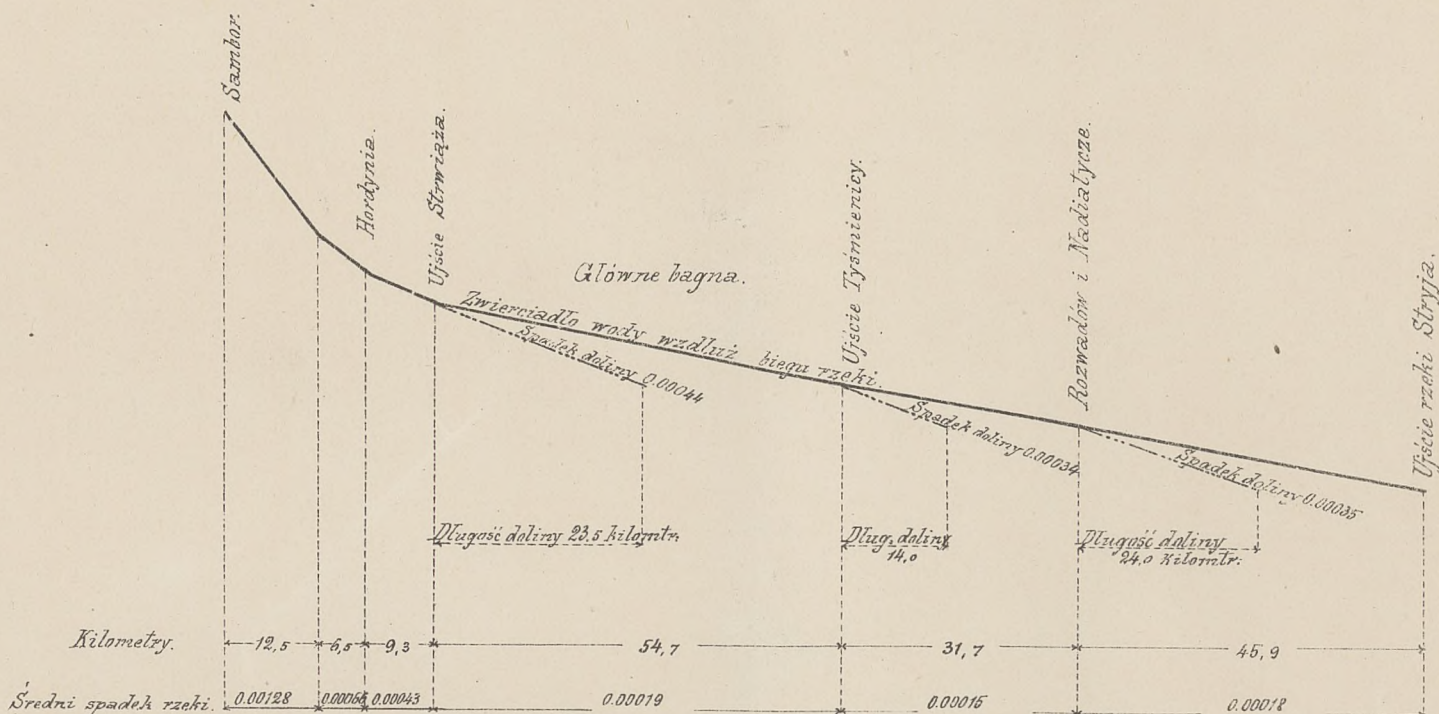 Sambor.
Hordynia.
Ujście Strwiąża.
Główne bagna.
Ujście Tyśmienicy.
Rozwadów i Nadiatycze.
Ujście rzeki Stryja.
Zwierciadło wody wzdłuż biegu rzeki.
Spadek doliny 0.00044
Spadek doliny 0.00034
Spadek doliny 0.00035
Długość doliny 23.5 kilomtr.
Dług. doliny
14,0
Długość doliny
24,0 Kilomtr.
Kilometry. 12,5 6,5 9,3 54,7 31,7 45,9
Średni spadek rzeki. 0.00128 0.00043 0.00019 0.00015 0.00018